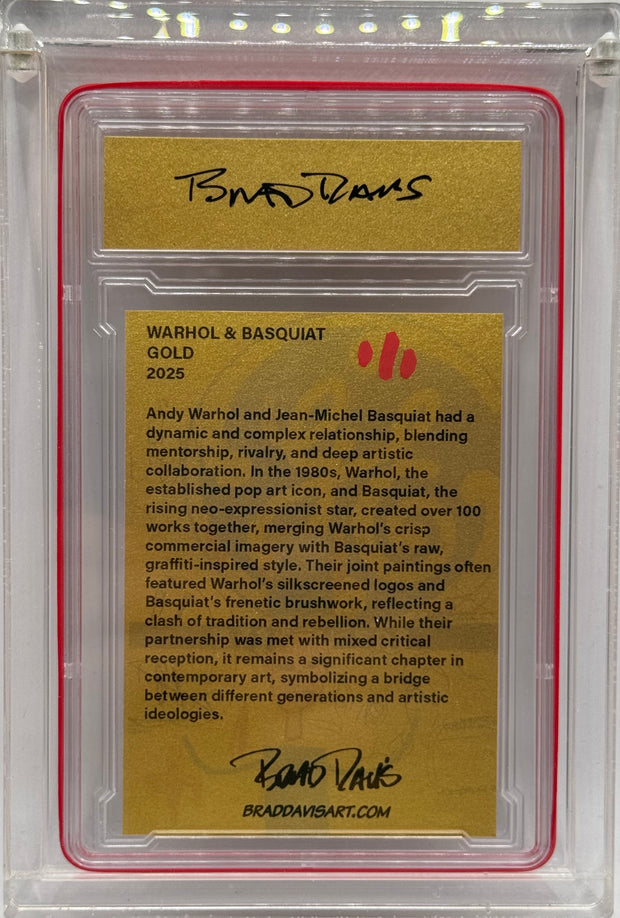 BRAD DAVIS
WARHOL & BASQUIAT
GOLD
2025
Andy Warhol and Jean-Michel Basquiat had a
dynamic and complex relationship, blending
mentorship, rivalry, and deep artistic
collaboration. In the 1980s, Warhol, the
established pop art icon, and Basquiat, the
rising neo-expressionist star, created over 100
works together, merging Warhol's crisp
commercial imagery with Basquiat's raw,
graffiti-inspired style. Their joint paintings often
featured Warhol's silkscreened logos and
Basquiat's frenetic brushwork, reflecting a
clash of tradition and rebellion. While their
partnership was met with mixed critical
reception, it remains a significant chapter in
contemporary art, symbolizing a bridge
between different generations and artistic
ideologies.
BRAD DAVIS
BRADDAVISART.COM